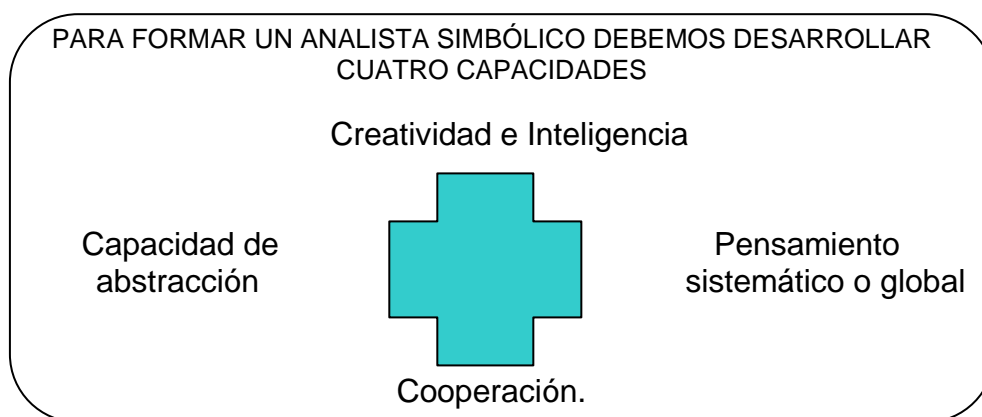 PARA FORMAR UN ANALISTA SIMBÓLICO DEBEMOS DESARROLLAR
CUATRO CAPACIDADES
Creatividad e Inteligencia
Capacidad de
abstracción
Pensamiento
sistemático o global
Cooperación.